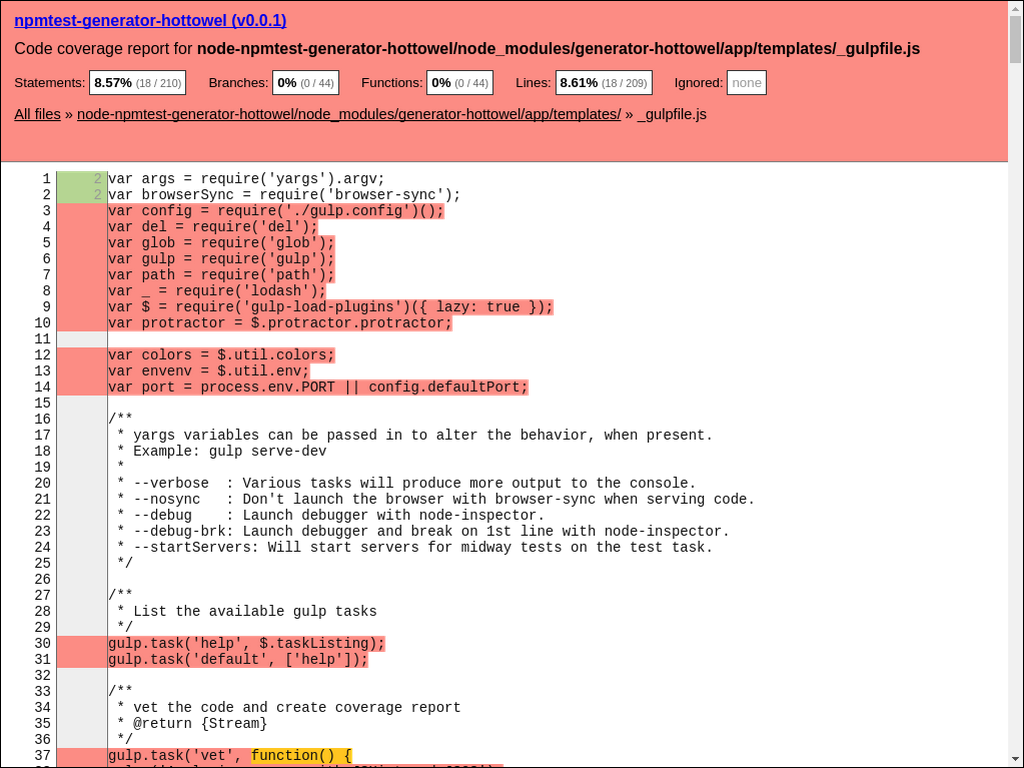 npmtest-generator-hottowel (v0.0.1)
Code coverage report for node-npmtest-generator-hottowel/node_modules/generator-hottowel/app/templates/_gulpfile.js
Statements: 8.57% (18 / 210) Branches: 0% (0 / 44) Functions: 0% (0 / 44) Lines: 8.61% (18 / 209) Ignored: none
All files » node-npmtest-generator-hottowel/node_modules/generator-hottowel/app/templates/ » _gulpfile.js
1 2 var args = require('yargs').argv;
2 2 var browserSync = require('browser-sync');
3 var config = require('./gulp.config')();
4 var del = require('del');
5 var glob = require('glob');
6 var gulp = require('gulp');
7 var path = require('path');
8 var _ = require('lodash');
9 var $ = require('gulp-load-plugins')({ lazy: true });
10 var protractor = $.protractor.protractor;
11
12 var colors = $.util.colors;
13 var envenv = $.util.env;
14 var port = process.env.PORT || config.defaultPort;
15
16 /**
17 * yargs variables can be passed in to alter the behavior, when present.
18 * Example: gulp serve-dev
19 *
20 * --verbose  : Various tasks will produce more output to the console.
21 * --nosync   : Don't launch the browser with browser-sync when serving code.
22 * --debug    : Launch debugger with node-inspector.
23 * --debug-brk: Launch debugger and break on 1st line with node-inspector.
24 * --startServers: Will start servers for midway tests on the test task.
25 */
26
27 /**
28 * List the available gulp tasks
29 */
30 gulp.task('help', $.taskListing);
31 gulp.task('default', ['help']);
32
33 /**
34 * vet the code and create coverage report
35 * @return {Stream}
36 */
37 gulp.task('vet', function() {